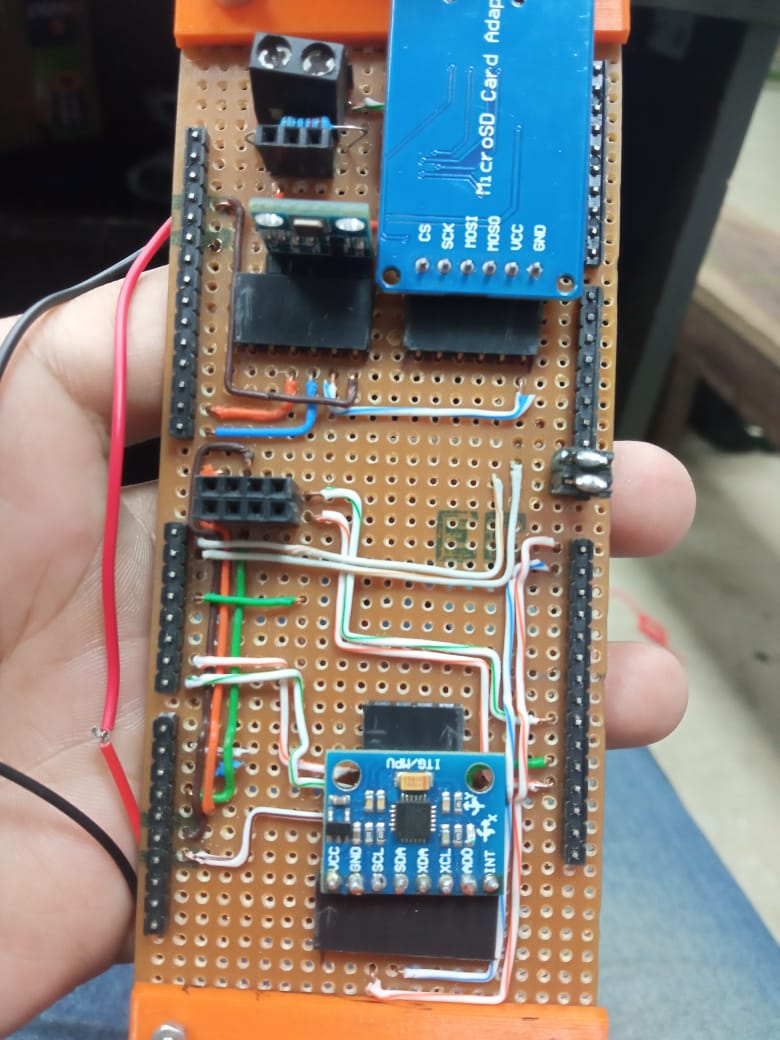 MicroSD Card Adap
CS
SCK
MOSI
MOSO
VCC
GND
ITG/MPU
Y
X
VCC
GND
SCL
SDA
XDA
XCL
ADO
INT